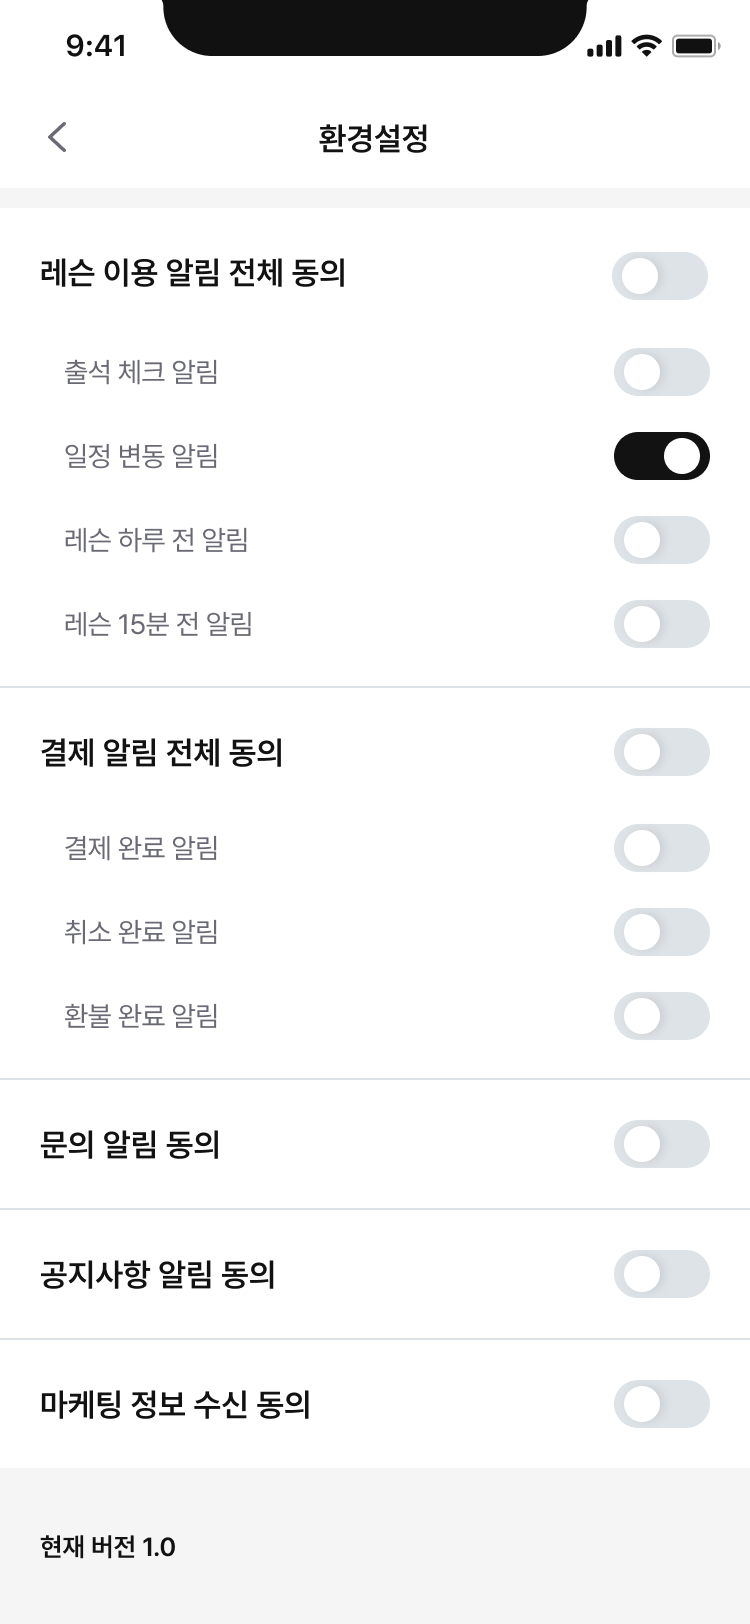 9:41
환경설정
레슨 이용 알림 전체 동의
출석 체크 알림
일정 변동 알림
레슨 하루 전 알림
레슨 15분 전 알림
결제 알림 전체 동의
결제 완료 알림
취소 완료 알림
환불 완료 알림
문의 알림 동의
공지사항 알림 동의
마케팅 정보 수신 동의
현재 버전 1.0